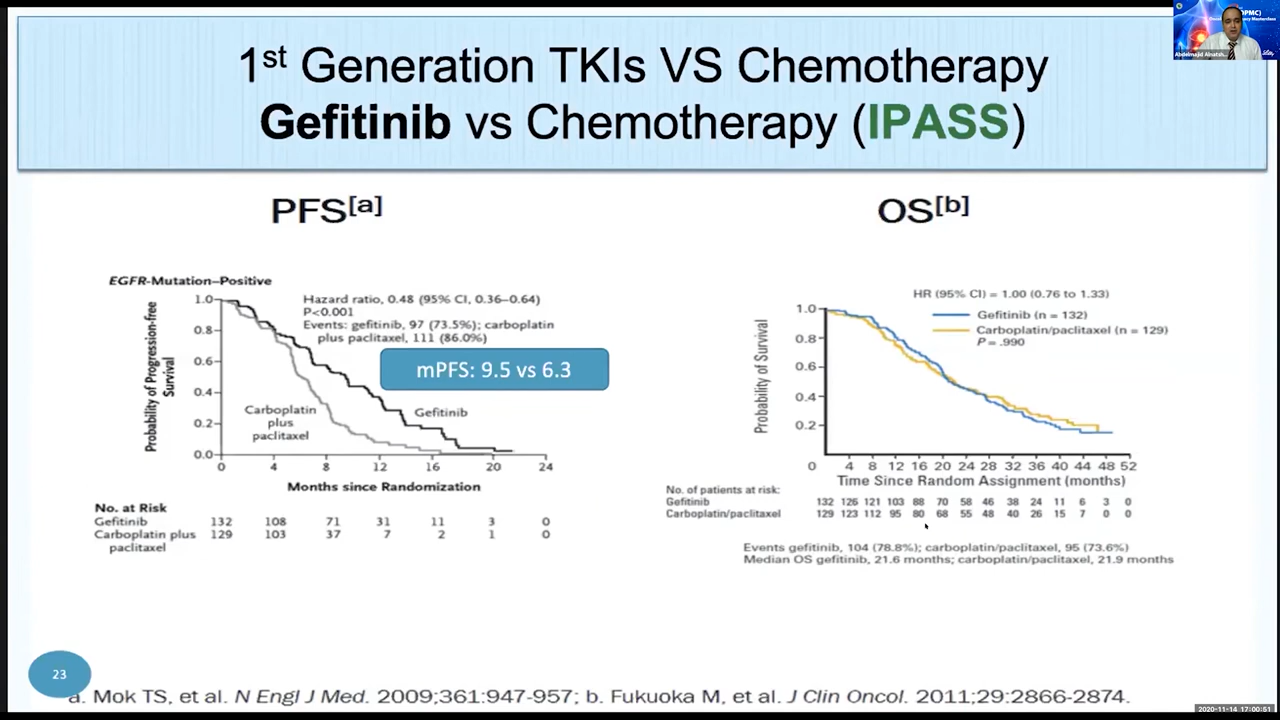 1st Generation TKIs VS Chemotherapy
Gefitinib vs Chemotherapy (IPASS)
PFS[a]
EGFR-Mutation–Positive
Probability of Progression-free
Survival
1.0
0.8
0.6
0.4
0.2
0.0
Hazard ratio, 0.48 (95% CI, 0.36–0.64)
P<0.001
Events: gefitinib, 97 (73.5%); carboplatin
plus paclitaxel, 111 (86.0%)
mPFS: 9.5 vs 6.3
Carboplatin
plus
paclitaxel
Gefitinib
0 4 8 12 16 20 24
Months since Randomization
No. at Risk
Gefitinib 132 108 71 31 11 3 0
Carboplatin plus 129 103 37 7 2 1 0
paclitaxel
OS[b]
HR (95% CI) = 1.00 (0.76 to 1.33)
Gefitinib (n = 132)
Carboplatin/paclitaxel (n = 129)
P = .990
Probability of Survival
1.0
0.8
0.6
0.4
0.2
0 4 8 12 16 20 24 28 32 36 40 44 48 52
Time Since Random Assignment (months)
No. of patients at risk:
Gefitinib 132 126 121 103 88 70 58 46 38 24 11 6 3 0
Carboplatin/paclitaxel 129 123 112 95 80 68 55 48 40 26 15 7 0 0
Events gefitinib, 104 (78.8%); carboplatin/paclitaxel, 95 (73.6%)
Median OS gefitinib, 21.6 months; carboplatin/paclitaxel, 21.9 months
23
a. Mok TS, et al. N Engl J Med. 2009;361:947-957; b. Fukuoka M, et al. J Clin Oncol. 2011;29:2866-2874.
2020-11-14 17:00:51